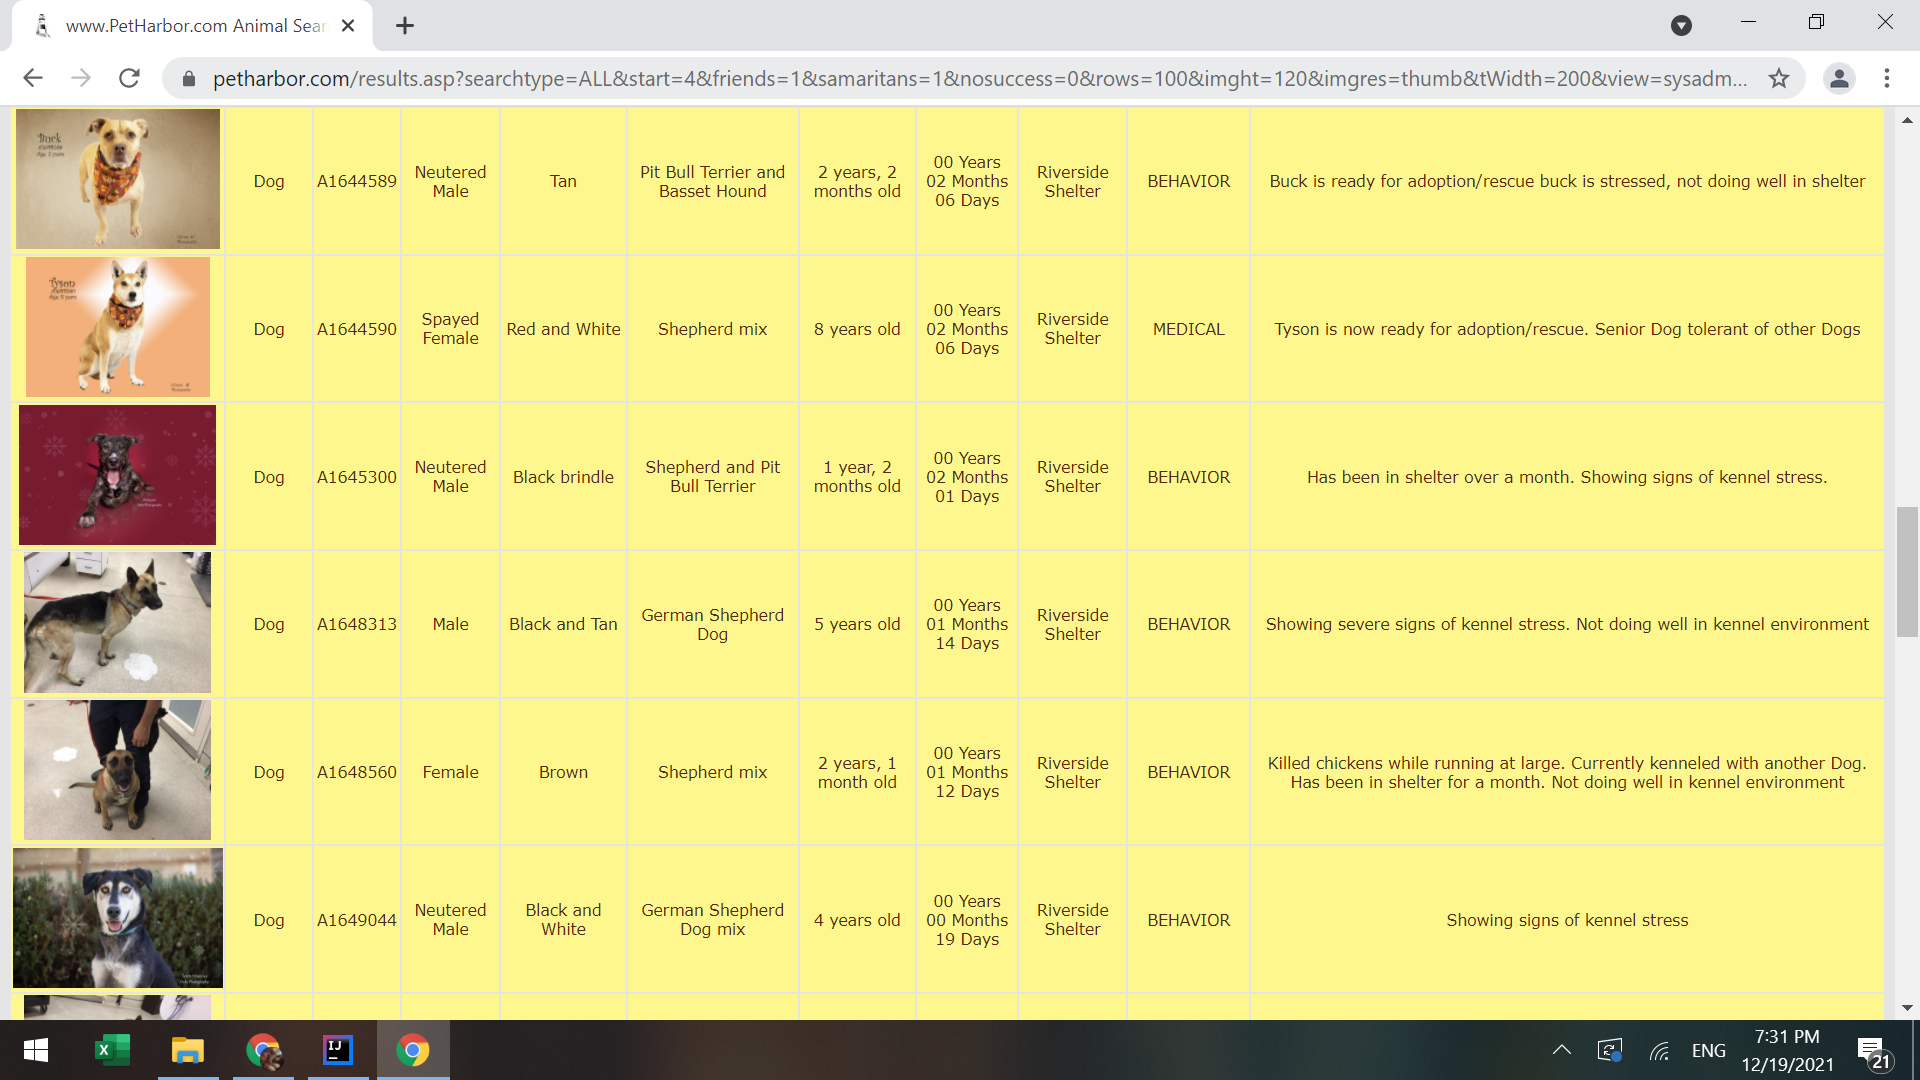 www.PetHarbor.com Animal Sear
petharbor.com/results.asp?searchtype=ALL&start=4&friends=1&samaritans=1&nosuccess=0&rows=100&imght=120&imgres=thumb&tWidth=200&view=sysadm...
Buck
Tyson
Dog
A1644589
Neutered
Male
Tan
Pit Bull Terrier and
Basset Hound
2 years, 2
months old
00 Years
02 Months
06 Days
Riverside
Shelter
BEHAVIOR
Buck is ready for adoption/rescue buck is stressed, not doing well in shelter
Dog
A1644590
Spayed
Female
Red and White
Shepherd mix
8 years old
00 Years
02 Months
06 Days
Riverside
Shelter
MEDICAL
Tyson is now ready for adoption/rescue. Senior Dog tolerant of other Dogs
Dog
A1645300
Neutered
Male
Black brindle
Shepherd and Pit
Bull Terrier
1 year, 2
months old
00 Years
02 Months
01 Days
Riverside
Shelter
BEHAVIOR
Has been in shelter over a month. Showing signs of kennel stress.
Dog
A1648313
Male
Black and Tan
German Shepherd
Dog
5 years old
00 Years
01 Months
14 Days
Riverside
Shelter
BEHAVIOR
Showing severe signs of kennel stress. Not doing well in kennel environment
Dog
A1648560
Female
Brown
Shepherd mix
2 years, 1
month old
00 Years
01 Months
12 Days
Riverside
Shelter
BEHAVIOR
Killed chickens while running at large. Currently kenneled with another Dog.
Has been in shelter for a month. Not doing well in kennel environment
Dog
A1649044
Neutered
Male
Black and
White
German Shepherd
Dog mix
4 years old
00 Years
00 Months
19 Days
Riverside
Shelter
BEHAVIOR
Showing signs of kennel stress
IJ
ENG
7:31 PM
12/19/2021
21